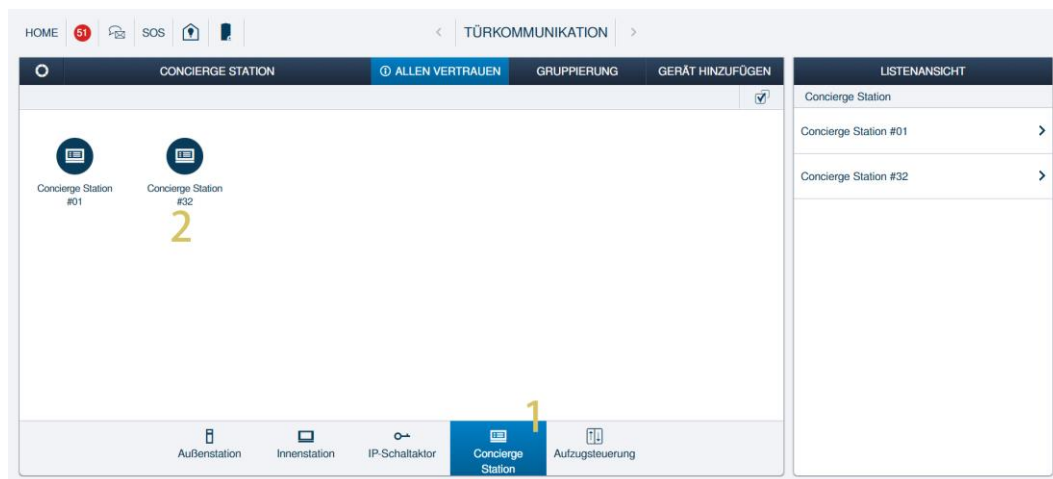 HOME 51 SOS TÜRKOMMUNIKATION
CONCIERGE STATION ALLEN VERTRAUEN GRUPPIERUNG GERÄT HINZUFÜGEN LISTENANSICHT
Concierge Station
Concierge Station #01
Concierge Station #32
Concierge Station
#01
Concierge Station
#32
2
1
Außenstation Innenstation IP-Schaltaktor Concierge
Station Aufzugsteuerung